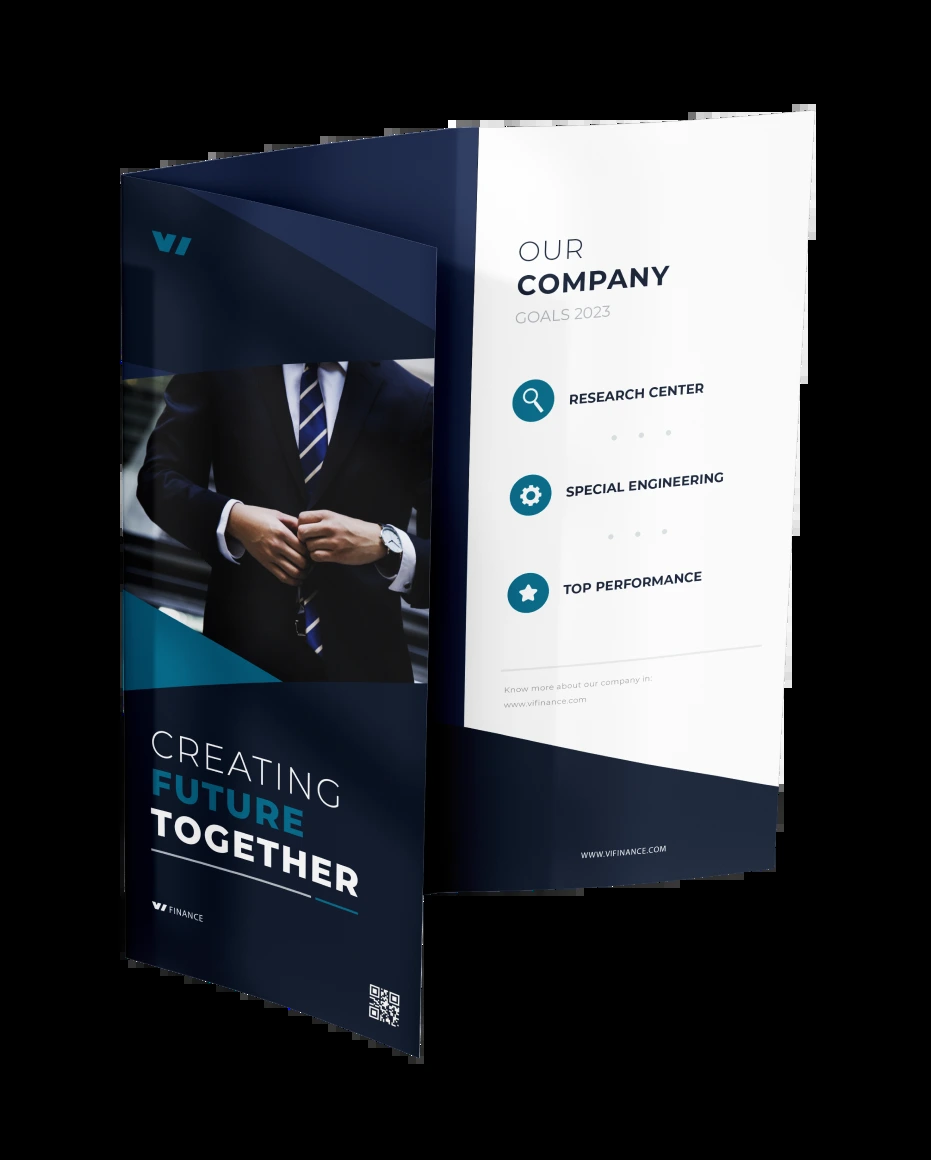 VI
CREATING
FUTURE
TOGETHER
VI FINANCE
OUR
COMPANY
GOALS 2023
RESEARCH CENTER
SPECIAL ENGINEERING
TOP PERFORMANCE
Know more about our company in:
www.vifinance.com
WWW.VIFINANCE.COM